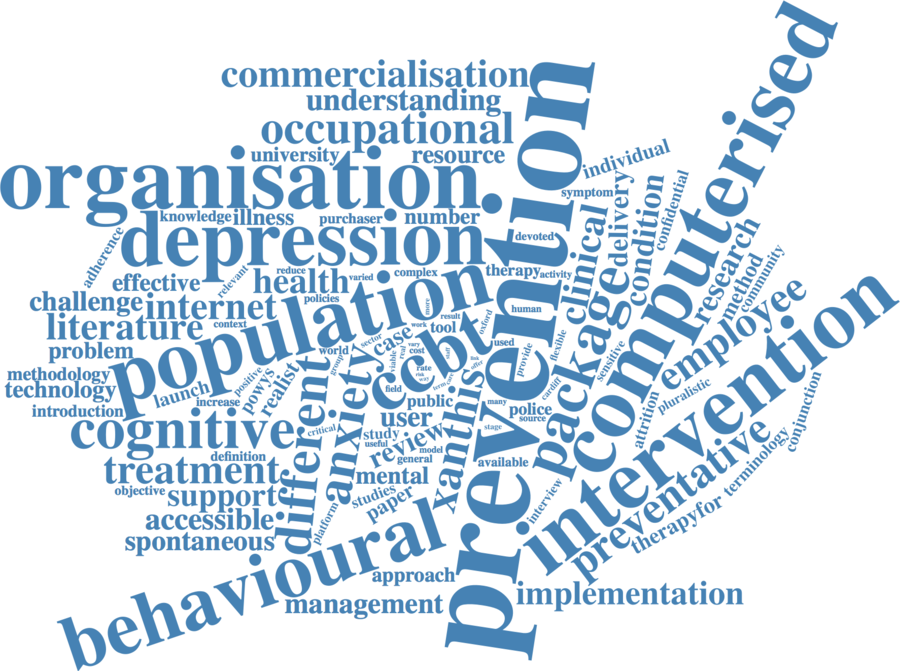 commercialisation
understanding
occupational
university
resource
organisation.
prevention
computerised
individual
symptom
knowledge
illness
purchaser
number
depression
devoted
delivery
condition
confidential
clinical
adherence
effective
relevant
reduce
health
varied
complex
therapy
activity
research
method
community
challenge
internet
policies
population
more
human
package
employee
literature
context
case
work
tool
result
oxford
ccbt
sector
problem
world
group
viable
real
vary
cost
staff
link
offer
used
provide
flexible
sensitive
intervention
methodology
technology
launch
positive
powys
realist
rate
risk
way
term
care
field
public
many
cardiff
pluralistic
attrition
conjunction
introduction
increase
different
anxiety
user
xanthis
police
source
stage
cognitive
critical
study
useful
review
model
general
available
preventative
terminology
definition
treatment
mental
objective
support
studies
paper
platform
interview
therapyfor
accessible
spontaneous
behavioural
approach
management
implementation